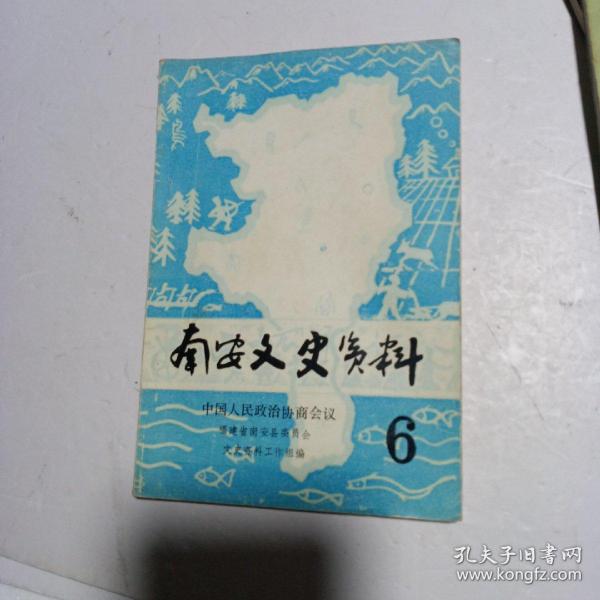 南安文史资料
中国人民政治协商会议
福建省南安县委员会
文史资料工作组编
6
孔夫子旧书网
www.kongfz.com